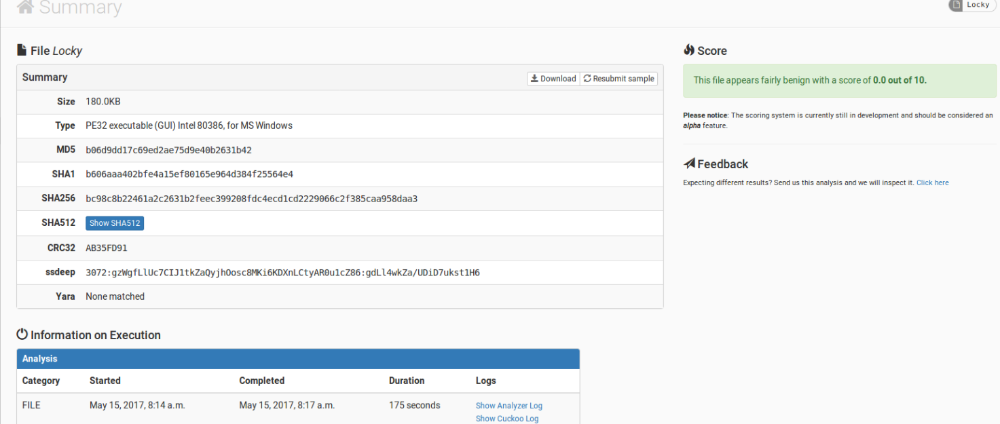 Summary
Locky
File Locky
Summary
Download Resubmit sample
Size 180.0KB
Type PE32 executable (GUI) Intel 80386, for MS Windows
MD5 b06d9dd17c69ed2ae75d9e40b2631b42
SHA1 b606aaa402bfe4a15ef80165e964d384f25564e4
SHA256 bc98c8b22461a2c2631b2feec399208fdc4ecd1cd2229066c2f385caa958daa3
SHA512 Show SHA512
CRC32 AB35FD91
ssdeep 3072:gzWgfLlUc7CIJ1tkZaQyjhOosc8MKi6KDXnLCtyAR0u1cZ86:gdLl4wkZa/UDiD7ukst1H6
Yara None matched
Score
This file appears fairly benign with a score of 0.0 out of 10.
Please notice: The scoring system is currently still in development and should be considered an
alpha feature.
Feedback
Expecting different results? Send us this analysis and we will inspect it. Click here
Information on Execution
Analysis
Category Started Completed Duration Logs
FILE May 15, 2017, 8:14 a.m. May 15, 2017, 8:17 a.m. 175 seconds Show Analyzer Log
Show Cuckoo Log